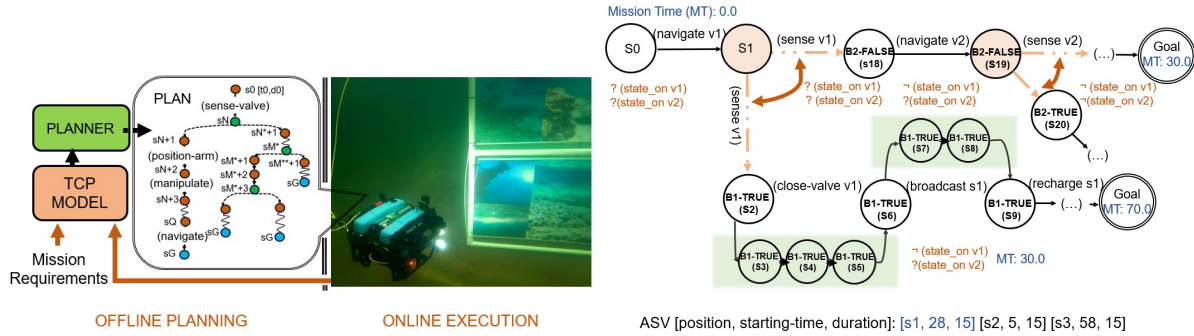 PLANNER
TCP
MODEL
Mission
Requirements
PLAN
s0 [t0,d0]
(sense-valve)
sN
sN+1
sN*+1
sM*
(position-arm)
sM*+1
sM**+1
sN+2
sM*+2
sG
(manipulate)
sM*+3
sN+3
sQ
(navigate)
sG
sG
sG
OFFLINE PLANNING
ONLINE EXECUTION
Mission Time (MT): 0.0
S0
(navigate v1)
S1
(sense v1)
B2-FALSE
(s18)
(navigate v2)
B2-FALSE
(S19)
(sense v2)
(...)
Goal
MT: 30.0
? (state_on v1)
?(state_on v2)
(sense v1)
? (state_on v1)
? (state_on v2)
¬ (state_on v1)
?(state_on v2)
¬ (state_on v1)
¬(state_on v2)
B2-TRUE
(S20)
(...)
B1-TRUE
(S7)
B1-TRUE
(S8)
B1-TRUE
(S2)
(close-valve v1)
B1-TRUE
(S6)
(broadcast s1)
B1-TRUE
(S9)
(recharge s1)
(...)
Goal
MT: 70.0
B1-TRUE
(S3)
B1-TRUE
(S4)
B1-TRUE
(S5)
¬ (state_on v1)
?(state_on v2)
MT: 30.0
ASV [position, starting-time, duration]: [s1, 28, 15] [s2, 5, 15] [s3, 58, 15]